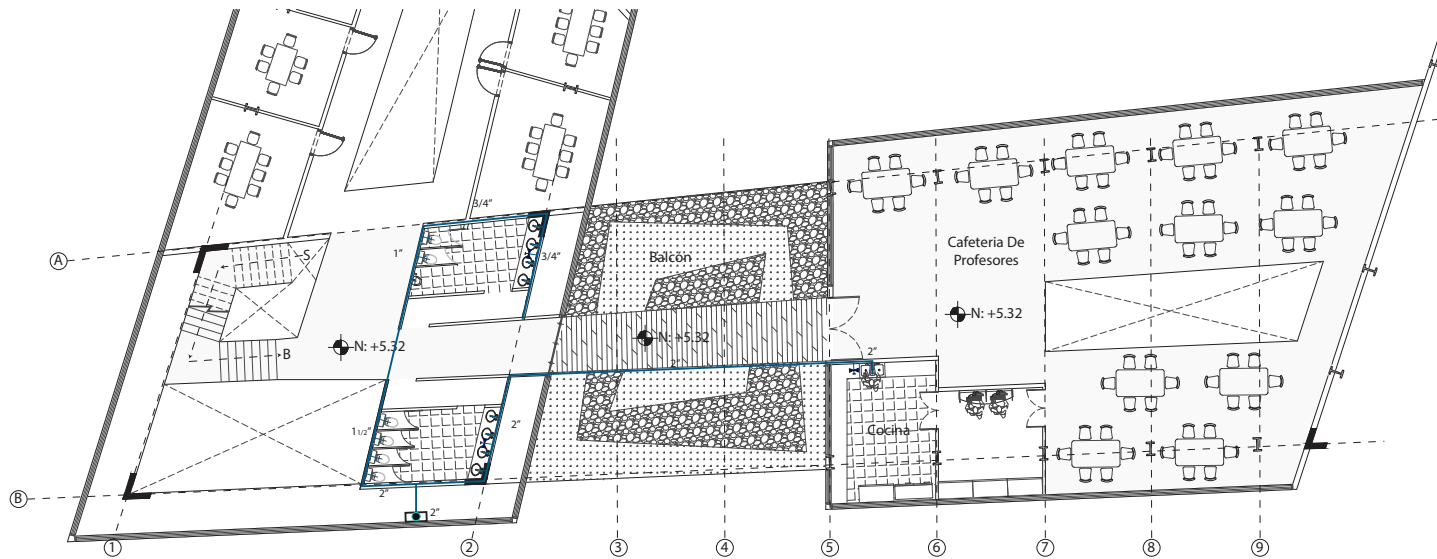 3/4"
A
S
1"
3/4"
Balcón
Cafeteria De
Profesores
N: +5.32
N: +5.32
N: +5.32
B
2"
2"
1 1/2"
2"
Cocina
2"
B
2"
1
2
3
4
5
6
7
8
9